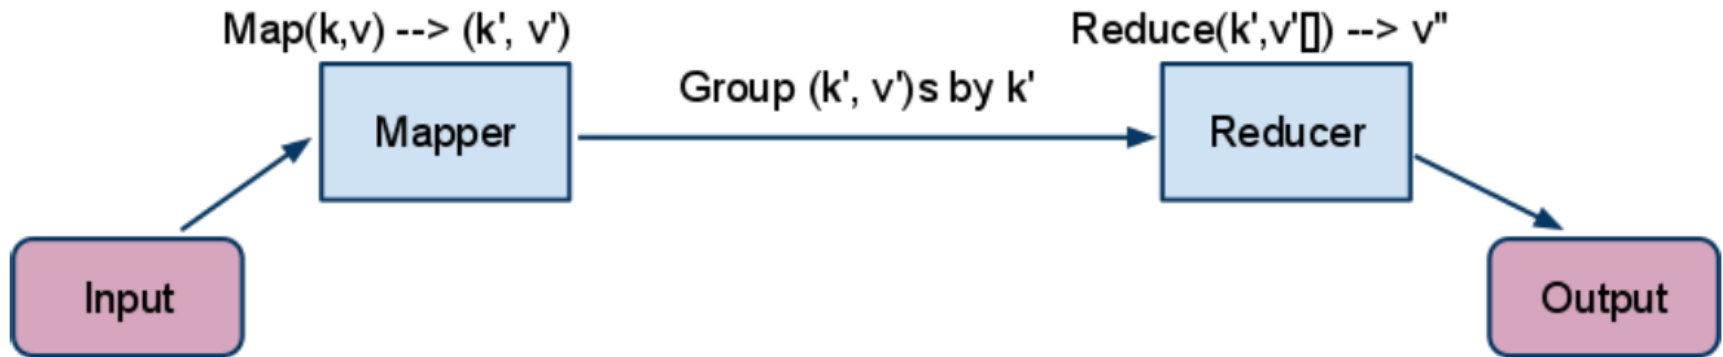 Map(k,v) --> (k', v')
Reduce(k',v'[]) --> v"
Group (k', v')s by k'
Mapper
Reducer
Input
Output